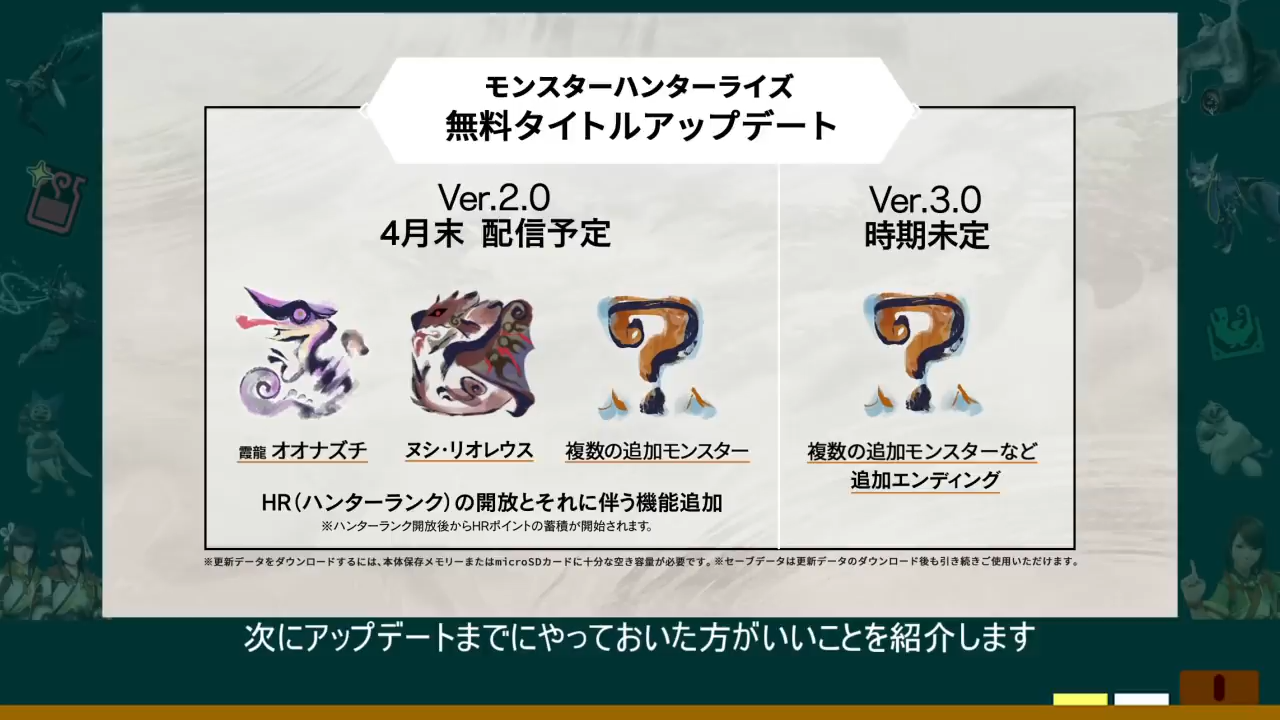 モンスターハンターライズ
無料タイトルアップデート
Ver.2.0
4月末 配信予定
Ver.3.0
時期未定
霞龍 オオナズチ
ヌシ・リオレウス
複数の追加モンスター
複数の追加モンスターなど
追加エンディング
HR（ハンターランク）の開放とそれに伴う機能追加
※ハンターランク開放後からHRポイントの蓄積が開始されます。
※更新データをダウンロードするには、本体保存メモリーまたはmicroSDカードに十分な空き容量が必要です。※セーブデータは更新データのダウンロード後も引き続きご使用いただけます。
次にアップデートまでにやっておいた方がいいことを紹介します